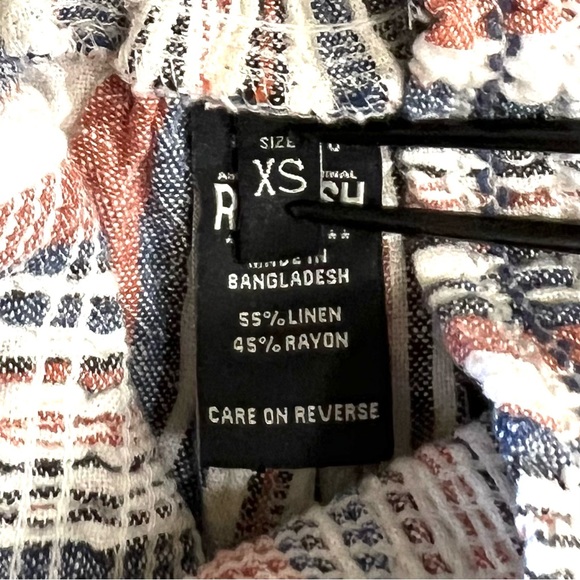 SIZE
XS
MADE IN
BANGLADESH
55% LINEN
45% RAYON
CARE ON REVERSE